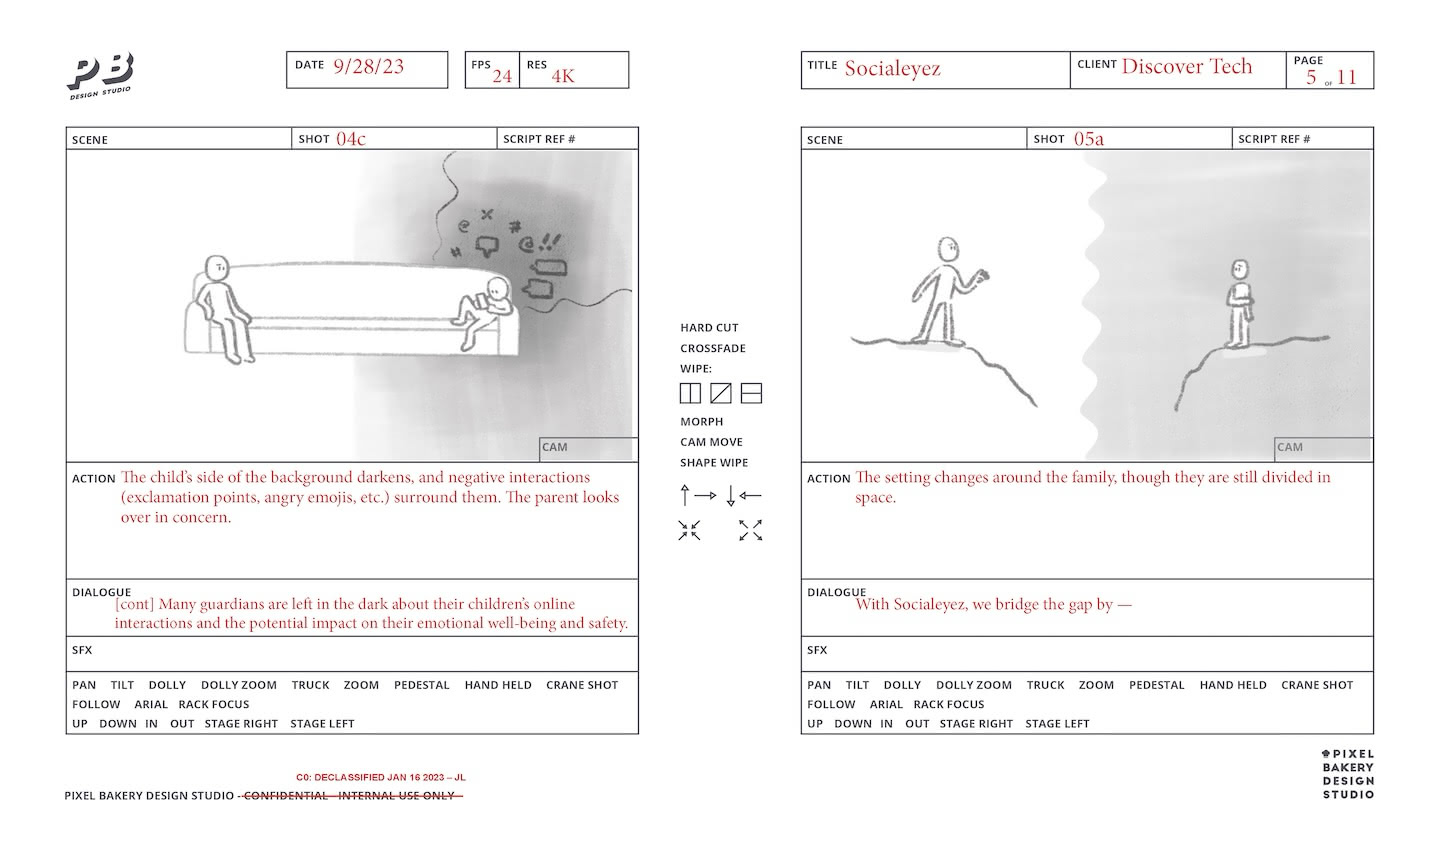 PB
DESIGN STUDIO
DATE 9/28/23
FPS 24
RES 4K
TITLE Socialeyez
CLIENT Discover Tech
PAGE 5 of 11
SCENE
SHOT 04c
SCRIPT REF #
@ X # @ !!
#
CAM
ACTION The child's side of the background darkens, and negative interactions
(exclamation points, angry emojis, etc.) surround them. The parent looks
over in concern.
DIALOGUE
[cont] Many guardians are left in the dark about their children's online
interactions and the potential impact on their emotional well-being and safety.
SFX
PAN TILT DOLLY DOLLY ZOOM TRUCK ZOOM PEDESTAL HAND HELD CRANE SHOT
FOLLOW ARIAL RACK FOCUS
UP DOWN IN OUT STAGE RIGHT STAGE LEFT
HARD CUT
CROSSFADE
WIPE:
MORPH
CAM MOVE
SHAPE WIPE
SCENE
SHOT 05a
SCRIPT REF #
CAM
ACTION The setting changes around the family, though they are still divided in
space.
DIALOGUE
With Socialeyez, we bridge the gap by —
SFX
PAN TILT DOLLY DOLLY ZOOM TRUCK ZOOM PEDESTAL HAND HELD CRANE SHOT
FOLLOW ARIAL RACK FOCUS
UP DOWN IN OUT STAGE RIGHT STAGE LEFT
C0: DECLASSIFIED JAN 16 2023 – JL
PIXEL BAKERY DESIGN STUDIO - CONFIDENTIAL - INTERNAL USE ONLY
PIXEL
BAKERY
DESIGN
STUDIO